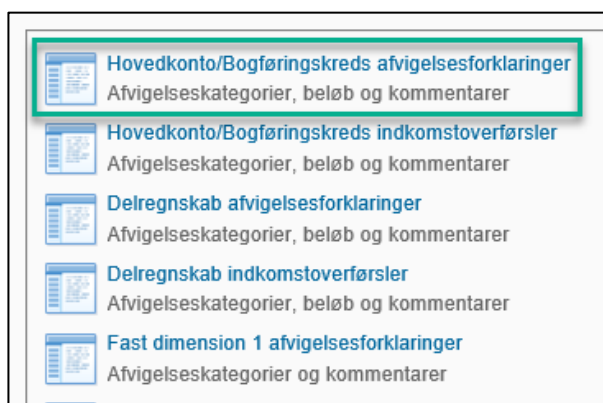 Hovedkonto/Bogføringskreds afvigelsesforklaringer
Afvigelseskategorier, beløb og kommentarer
Hovedkonto/Bogføringskreds indkomstoverførsler
Afvigelseskategorier, beløb og kommentarer
Delregnskab afvigelsesforklaringer
Afvigelseskategorier, beløb og kommentarer
Delregnskab indkomstoverførsler
Afvigelseskategorier, beløb og kommentarer
Fast dimension 1 afvigelsesforklaringer
Afvigelseskategorier og kommentarer